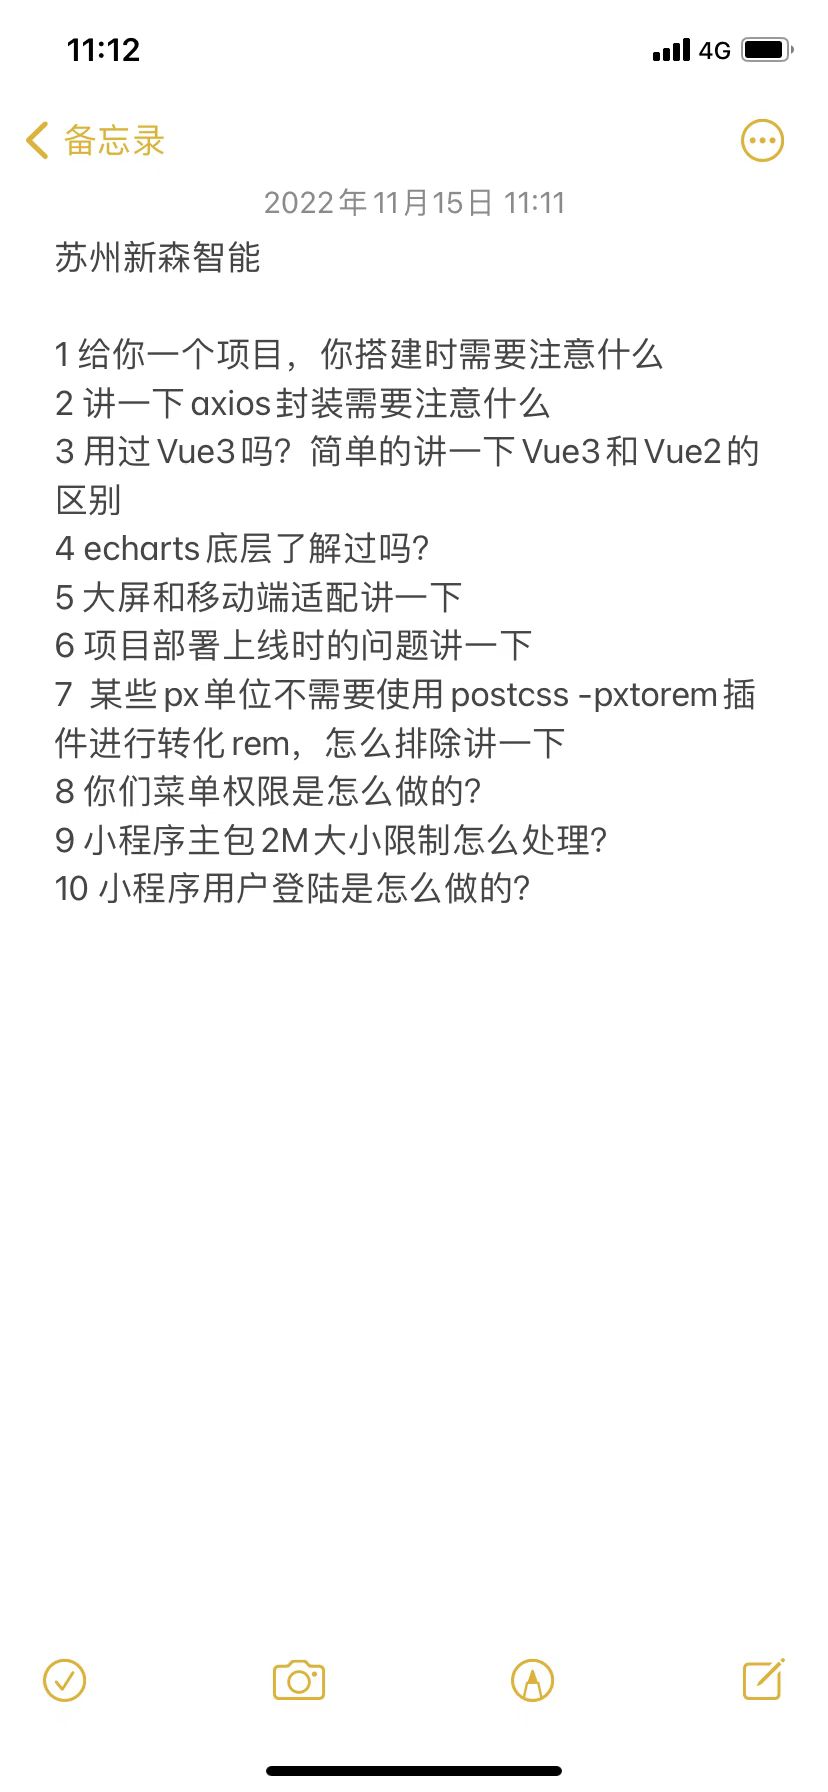 11:12
4G
备忘录
2022年11月15日 11:11
苏州新森智能
1 给你一个项目，你搭建时需要注意什么
2 讲一下axios封装需要注意什么
3 用过Vue3吗？简单的讲一下Vue3和Vue2的
区别
4 echarts底层了解过吗?
5 大屏和移动端适配讲一下
6 项目部署上线时的问题讲一下
7  某些px单位不需要使用postcss -pxtorem插
件进行转化rem，怎么排除讲一下
8 你们菜单权限是怎么做的?
9 小程序主包2M大小限制怎么处理?
10 小程序用户登陆是怎么做的?